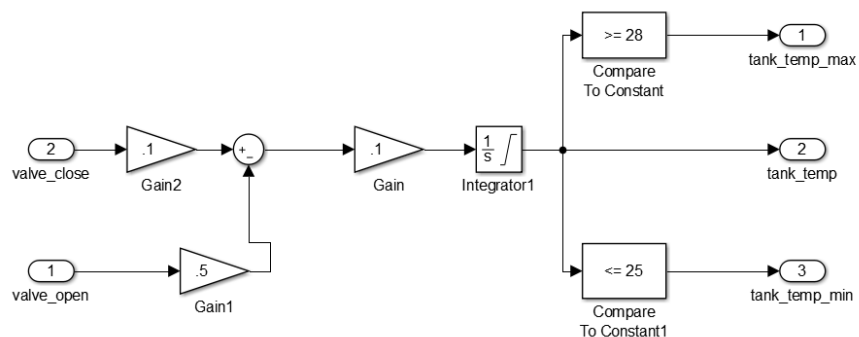 >= 28
1
Compare
To Constant
tank_temp_max
2
.1
+
−
.1
1
s
2
valve_close
Gain2
Gain
Integrator1
tank_temp
1
.5
<= 25
3
valve_open
Gain1
Compare
To Constant1
tank_temp_min